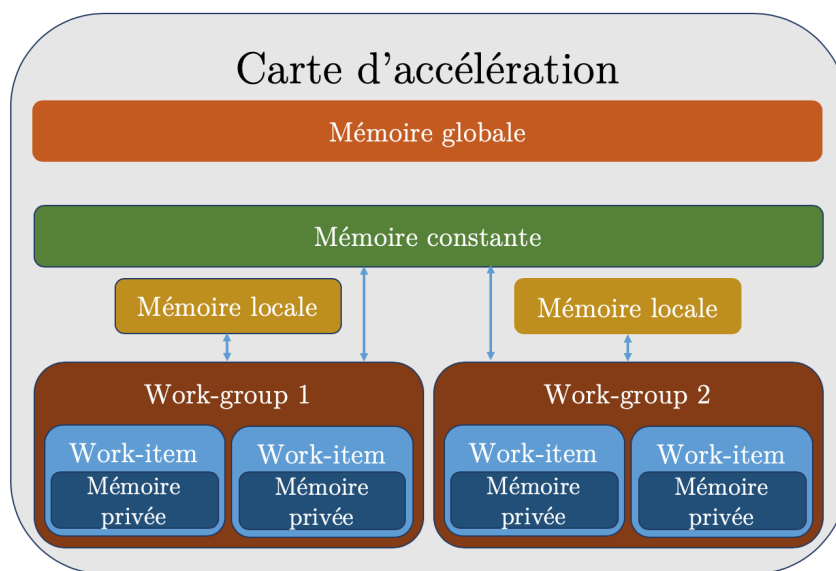 Carte d'accélération
Mémoire globale
Mémoire constante
Mémoire locale
Mémoire locale
Work-group 1
Work-item
Mémoire
privée
Work-item
Mémoire
privée
Work-group 2
Work-item
Mémoire
privée
Work-item
Mémoire
privée